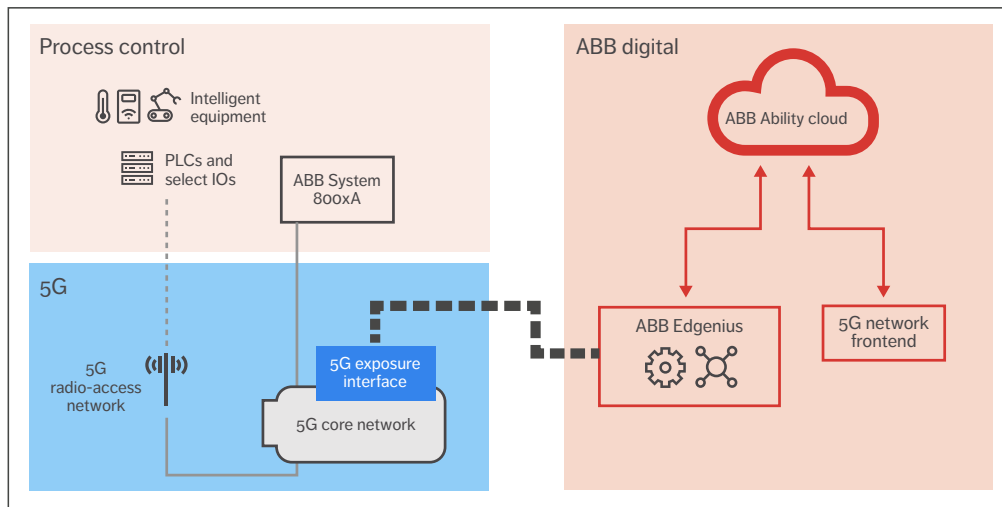 Process control
Intelligent
equipment
PLCs and
select IOs
ABB System
800xA
5G
5G
radio-access
network
5G exposure
interface
5G core network
ABB digital
ABB Ability cloud
ABB Edgenius
5G network
frontend